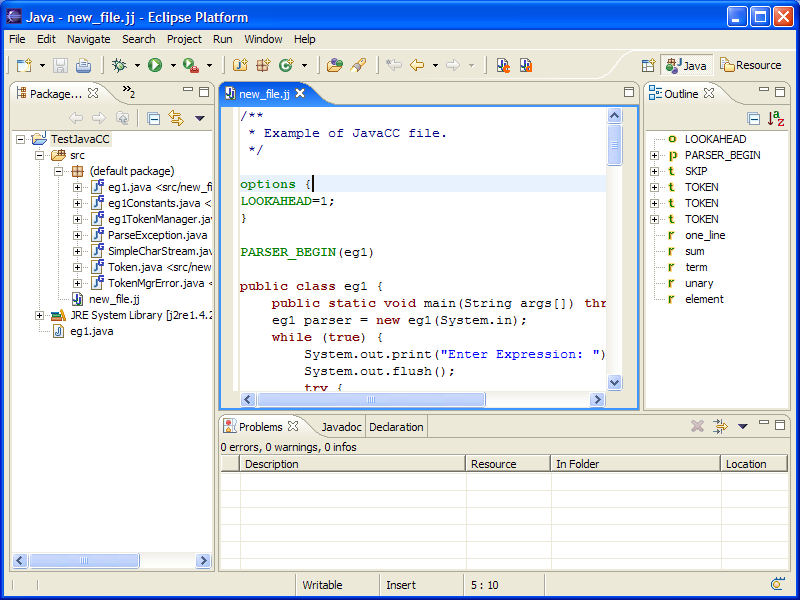 Java - new_file.jj - Eclipse Platform
File Edit Navigate Search Project Run Window Help
Java Resource
Package... »2
TestJavaCC
src
(default package)
eg1.java <src/new_fi
eg1Constants.java <
eg1TokenManager.jav
ParseException.java
SimpleCharStream.jav
Token.java <src/new
TokenMgrError.java <
new_file.jj
JRE System Library [j2re1.4.2
eg1.java
new_file.jj
/**
* Example of JavaCC file.
*/
options {
LOOKAHEAD=1;
}
PARSER_BEGIN(eg1)
public class eg1 {
public static void main(String args[]) thr
eg1 parser = new eg1(System.in);
while (true) {
System.out.print("Enter Expression: ")
System.out.flush();
try {
Outline
LOOKAHEAD
PARSER_BEGIN
SKIP
TOKEN
TOKEN
TOKEN
one_line
sum
term
unary
element
Problems Javadoc Declaration
0 errors, 0 warnings, 0 infos
Description Resource In Folder Location
Writable Insert 5 : 10